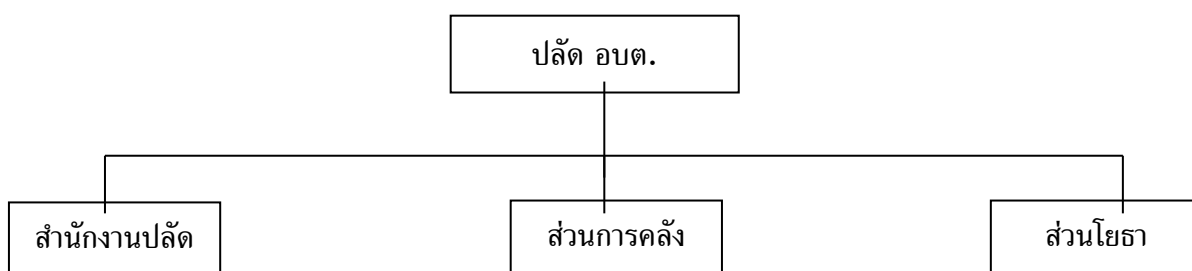 ปลัด อบต.
สำนักงานปลัด
ส่วนการคลัง
ส่วนโยธา